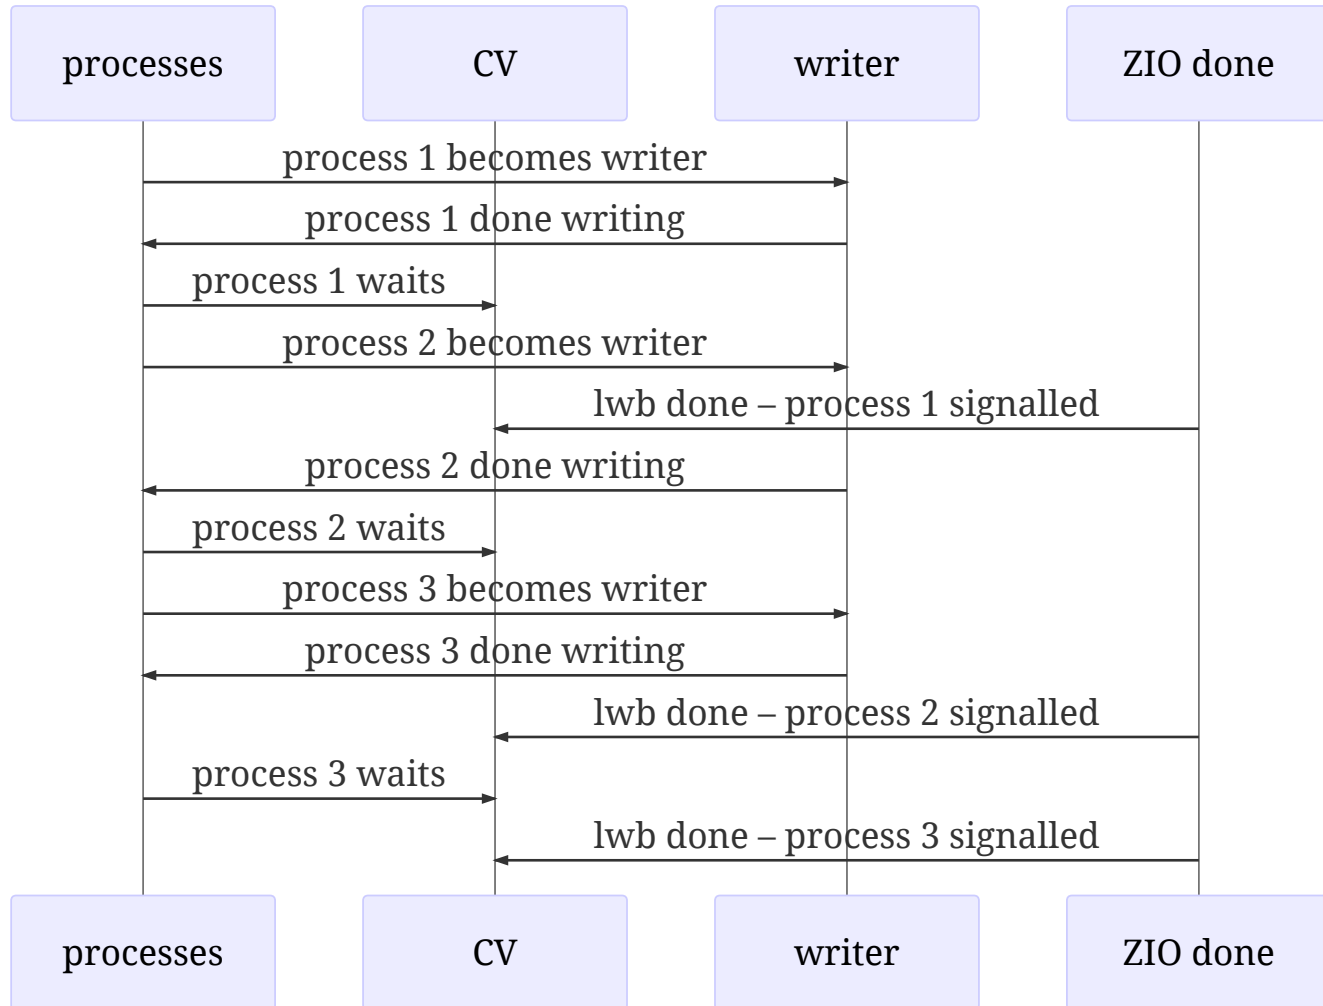 processes CV writer ZIO done
process 1 becomes writer
process 1 done writing
process 1 waits
process 2 becomes writer
lwb done – process 1 signalled
process 2 done writing
process 2 waits
process 3 becomes writer
process 3 done writing
lwb done – process 2 signalled
process 3 waits
lwb done – process 3 signalled
processes CV writer ZIO done